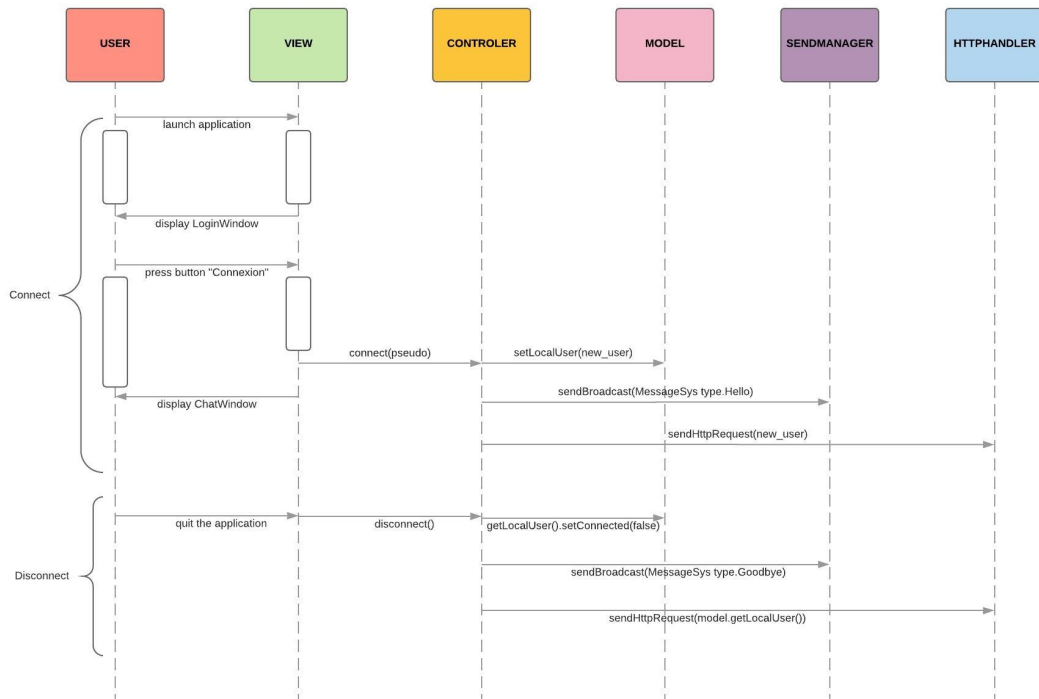 USER
VIEW
CONTROLER
MODEL
SENDMANAGER
HTTPHANDLER
launch application
display LoginWindow
press button "Connexion"
Connect
connect(pseudo)
setLocalUser(new_user)
sendBroadcast(MessageSys type.Hello)
display ChatWindow
sendHttpRequest(new_user)
quit the application
disconnect()
getLocalUser().setConnected(false)
Disconnect
sendBroadcast(MessageSys type.Goodbye)
sendHttpRequest(model.getLocalUser())